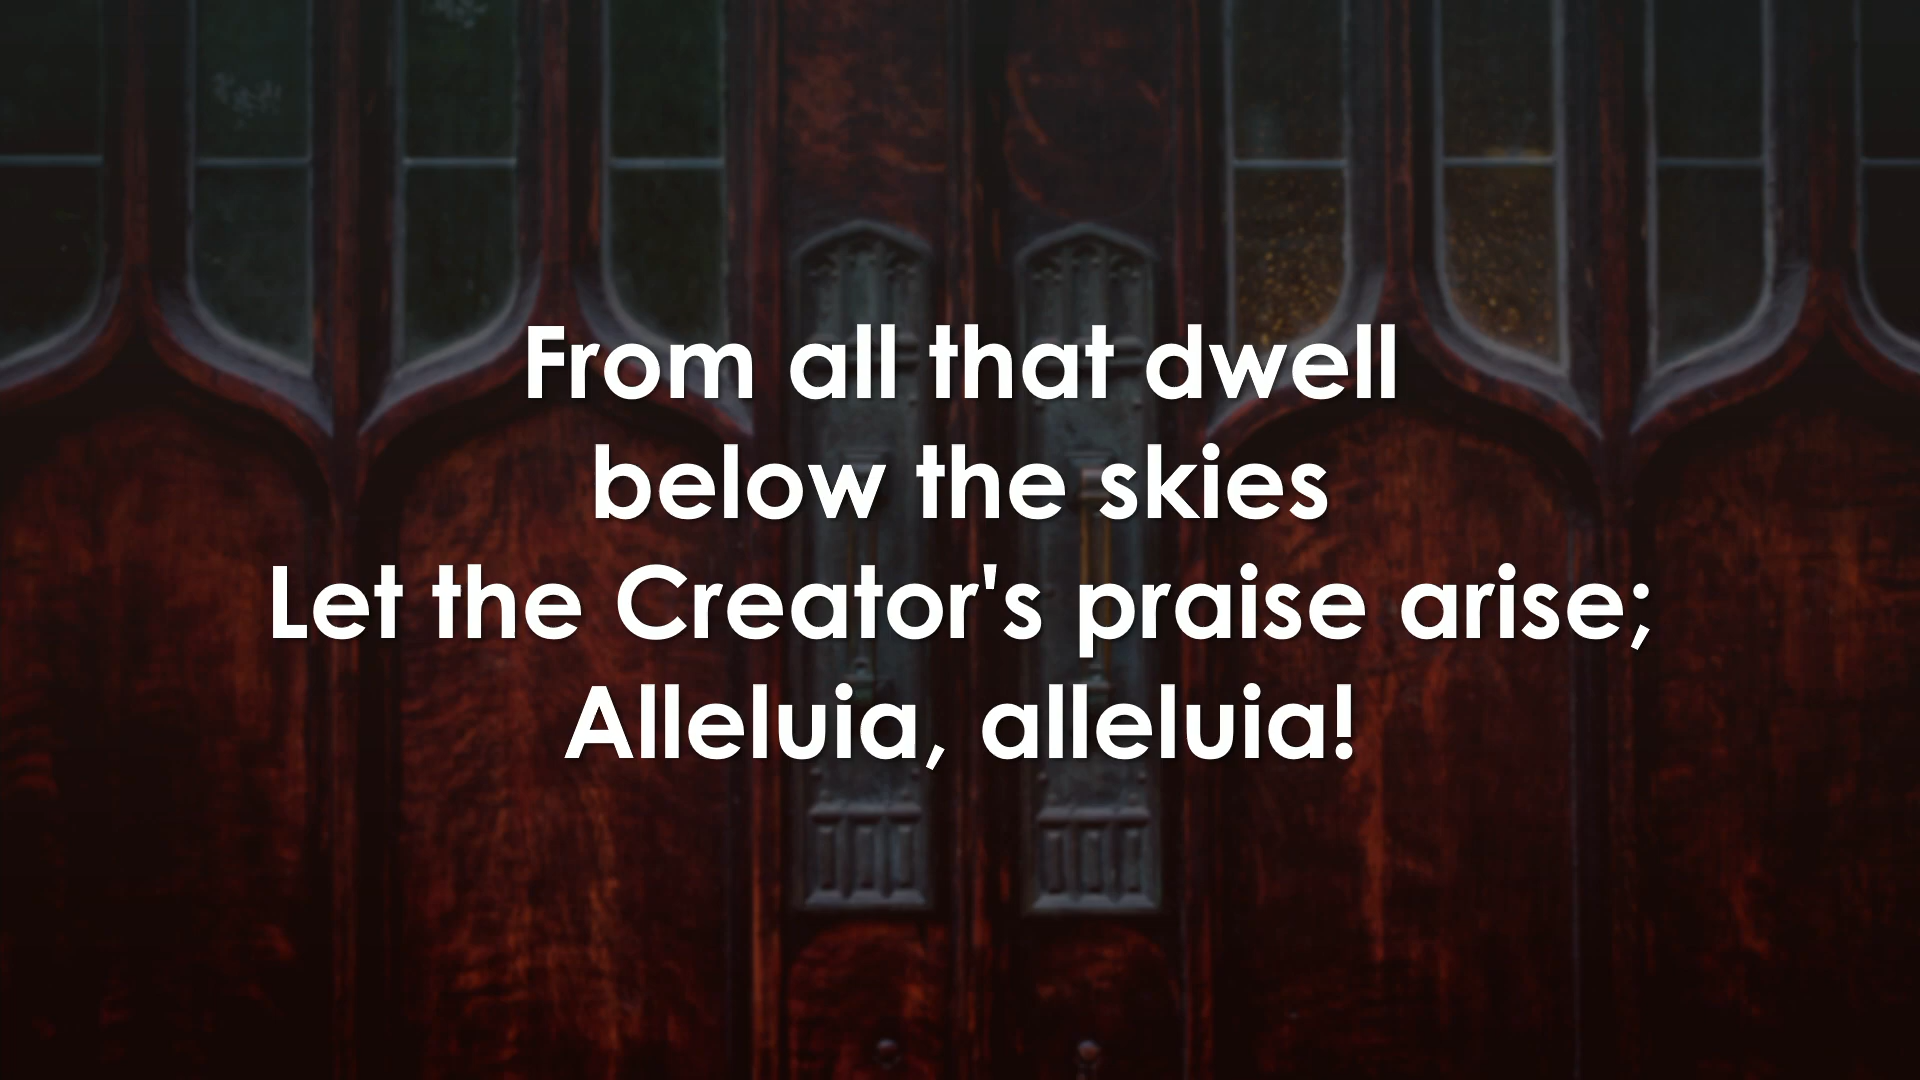 From all that dwell
below the skies
Let the Creator's praise arise;
Alleluia, alleluia!